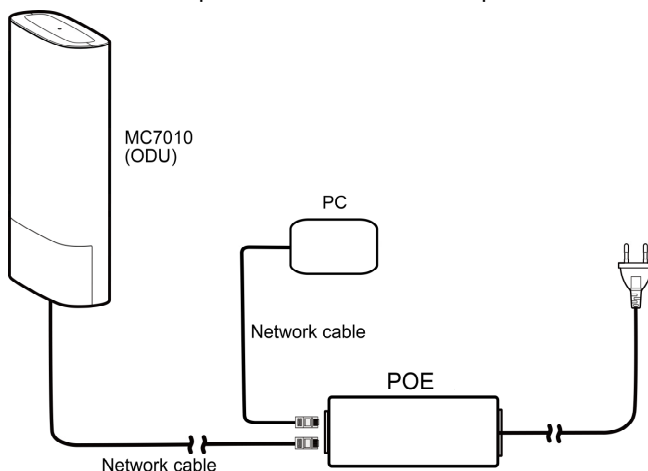 MC7010
(ODU)
PC
Network cable
POE
Network cable